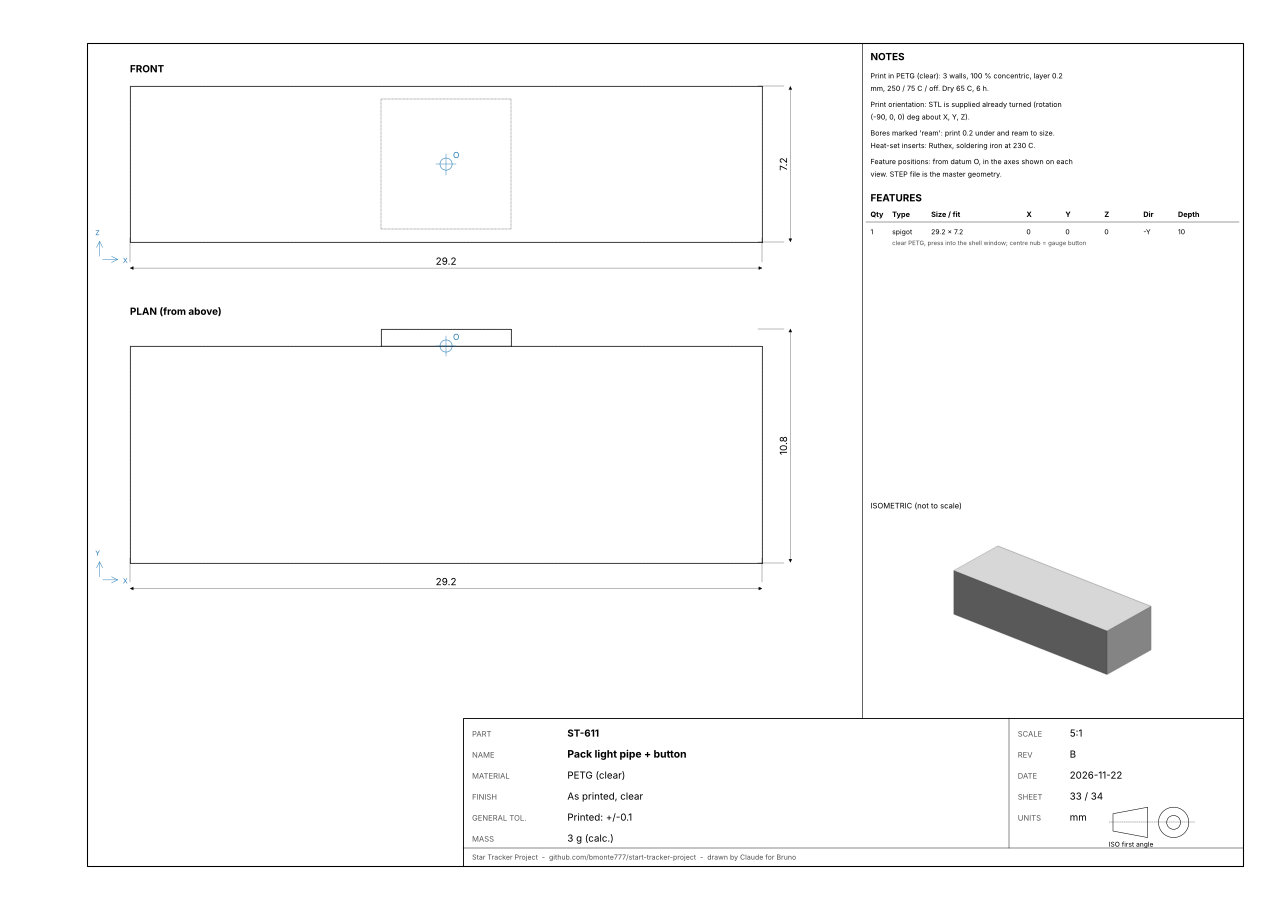 FRONT
O
7.2
Z
X
29.2
PLAN (from above)
O
10.8
Y
X
29.2
NOTES
Print in PETG (clear): 3 walls, 100 % concentric, layer 0.2
mm, 250 / 75 C / off. Dry 65 C, 6 h.
Print orientation: STL is supplied already turned (rotation
(-90, 0, 0) deg about X, Y, Z).
Bores marked 'ream': print 0.2 under and ream to size.
Heat-set inserts: Ruthex, soldering iron at 230 C.
Feature positions: from datum O, in the axes shown on each
view. STEP file is the master geometry.
FEATURES
Qty Type Size / fit X Y Z Dir Depth
1 spigot 29.2 × 7.2 0 0 0 -Y 10
clear PETG, press into the shell window; centre nub = gauge button
ISOMETRIC (not to scale)
PART ST-611
NAME Pack light pipe + button
MATERIAL PETG (clear)
FINISH As printed, clear
GENERAL TOL. Printed: +/-0.1
MASS 3 g (calc.)
SCALE 5:1
REV B
DATE 2026-11-22
SHEET 33 / 34
UNITS mm
ISO first angle
Star Tracker Project - github.com/bmonte777/start-tracker-project - drawn by Claude for Bruno